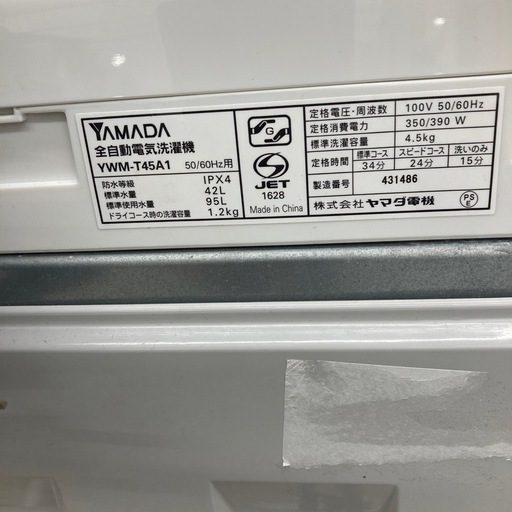 YAMADA
全自動電気洗濯機
YWM-T45A1 50/60Hz用
防水等級 IPX4
標準水量 42L
標準使用水量 95L
ドライコース時の洗濯容量 1.2kg
G
JET
1628
Made in China
定格電圧・周波数 100V 50/60Hz
定格消費電力 350/390 W
標準洗濯容量 4.5kg
定格時間 標準コース スピードコース 洗いのみ
34分 24分 15分
製造番号 431486
株式会社 ヤマダ電機
PS
E